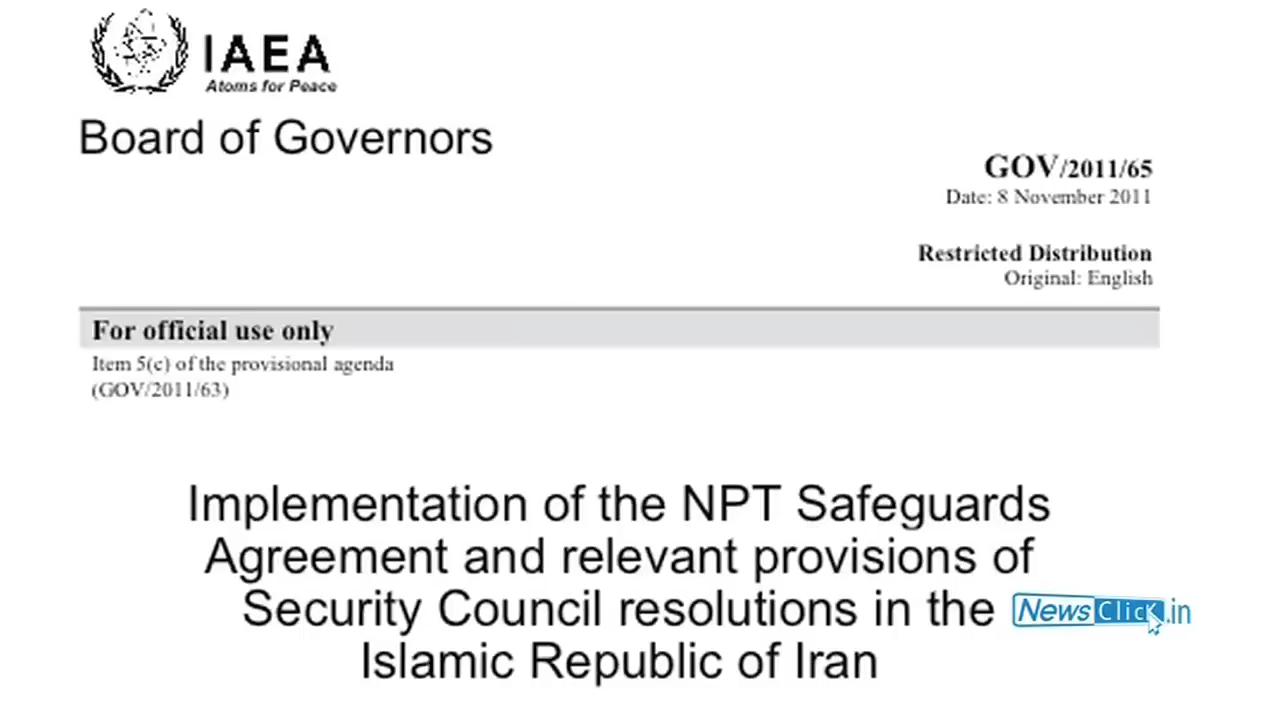 IAEA
Atoms for Peace
Board of Governors
GOV/2011/65
Date: 8 November 2011
Restricted Distribution
Original: English
For official use only
Item 5(c) of the provisional agenda
(GOV/2011/63)
Implementation of the NPT Safeguards
Agreement and relevant provisions of
Security Council resolutions in the
NewsClick.in
Islamic Republic of Iran